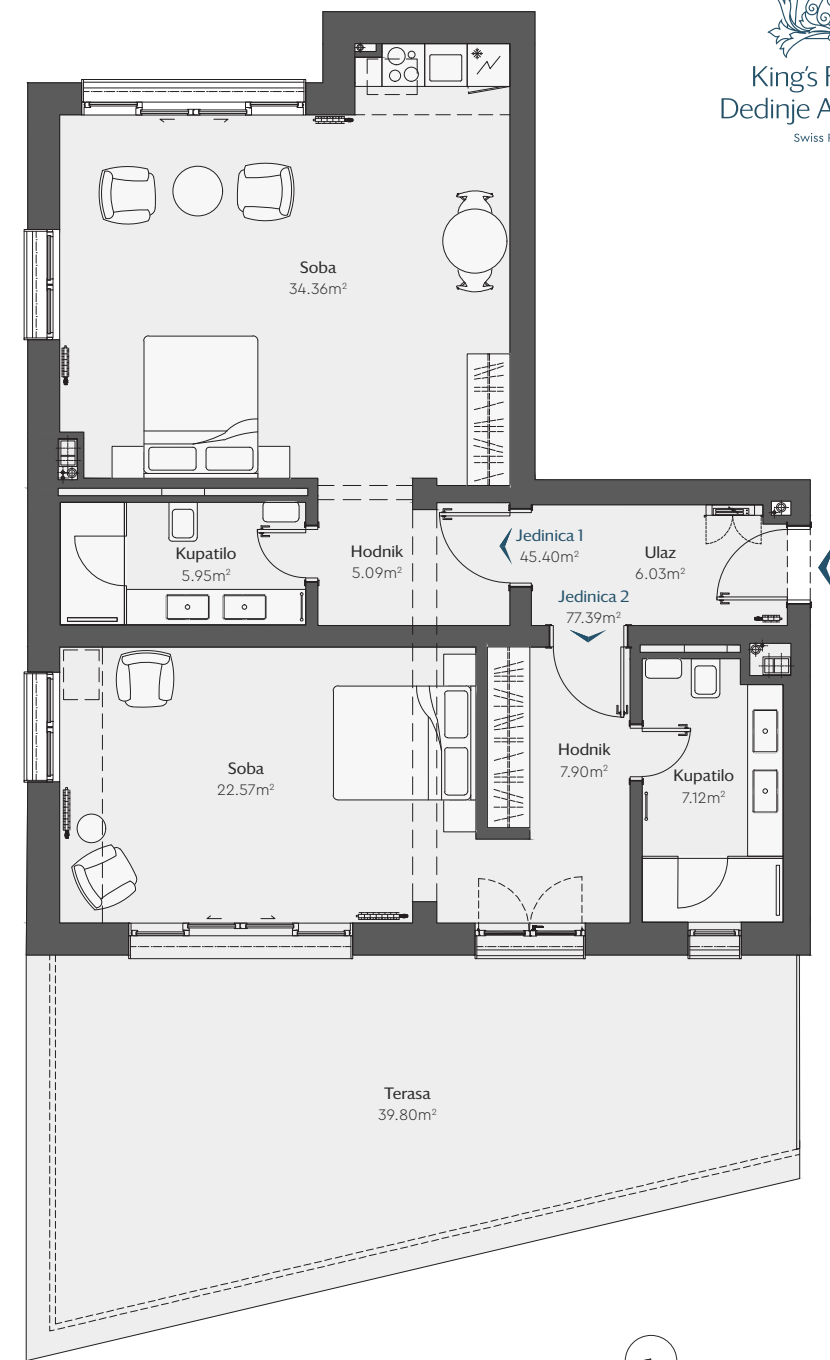 King's
Dedinje
Swiss
Soba
34.36m²
Kupatilo
5.95m²
Hodnik
5.09m²
Jedinica 1
45.40m²
Ulaz
6.03m²
Jedinica 2
77.39m²
Soba
22.57m²
Hodnik
7.90m²
Kupatilo
7.12m²
Terasa
39.80m²